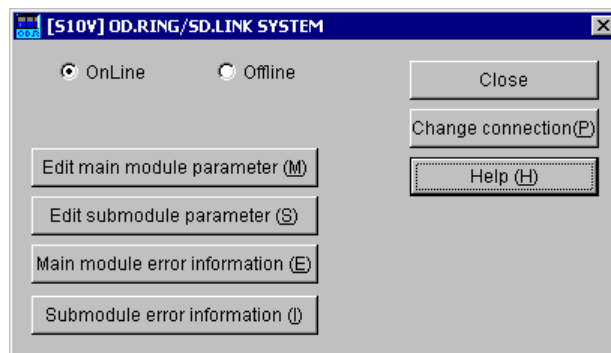 [S10V] OD.RING/SD.LINK SYSTEM
OnLine
Offline
Close
Change connection(P)
Edit main module parameter (M)
Help (H)
Edit submodule parameter (S)
Main module error information (E)
Submodule error information (I)